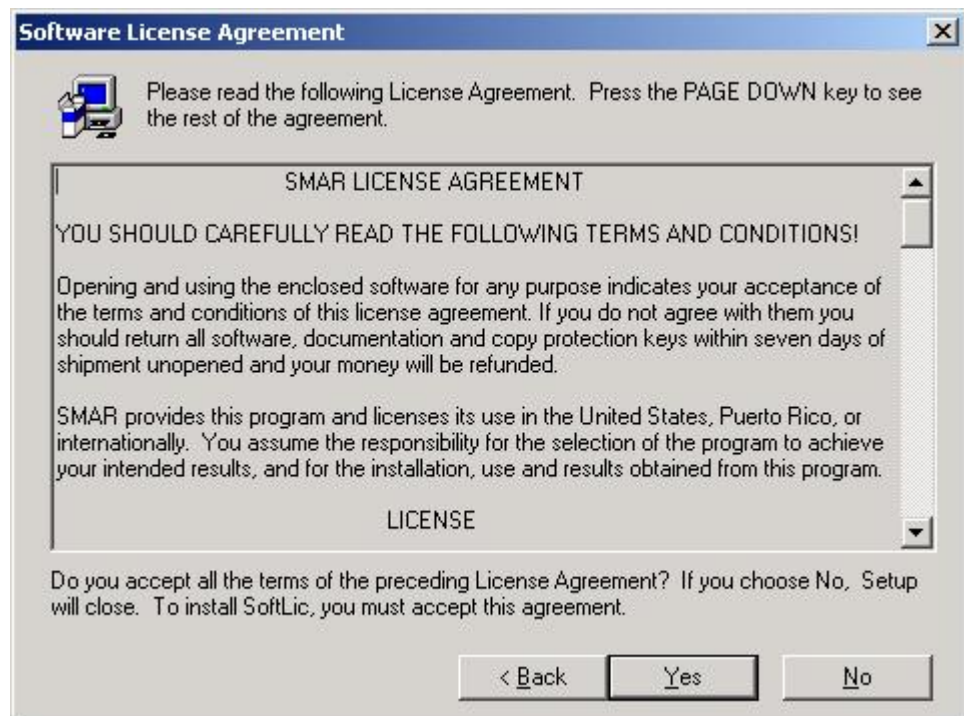 Software License Agreement
Please read the following License Agreement.  Press the PAGE DOWN key to see
the rest of the agreement.
SMAR LICENSE AGREEMENT
YOU SHOULD CAREFULLY READ THE FOLLOWING TERMS AND CONDITIONS!
Opening and using the enclosed software for any purpose indicates your acceptance of
the terms and conditions of this license agreement. If you do not agree with them you
should return all software, documentation and copy protection keys within seven days of
shipment unopened and your money will be refunded.
SMAR provides this program and licenses its use in the United States, Puerto Rico, or
internationally.  You assume the responsibility for the selection of the program to achieve
your intended results, and for the installation, use and results obtained from this program.
LICENSE
Do you accept all the terms of the preceding License Agreement?  If you choose No,  Setup
will close.  To install SoftLic, you must accept this agreement.
< Back Yes No